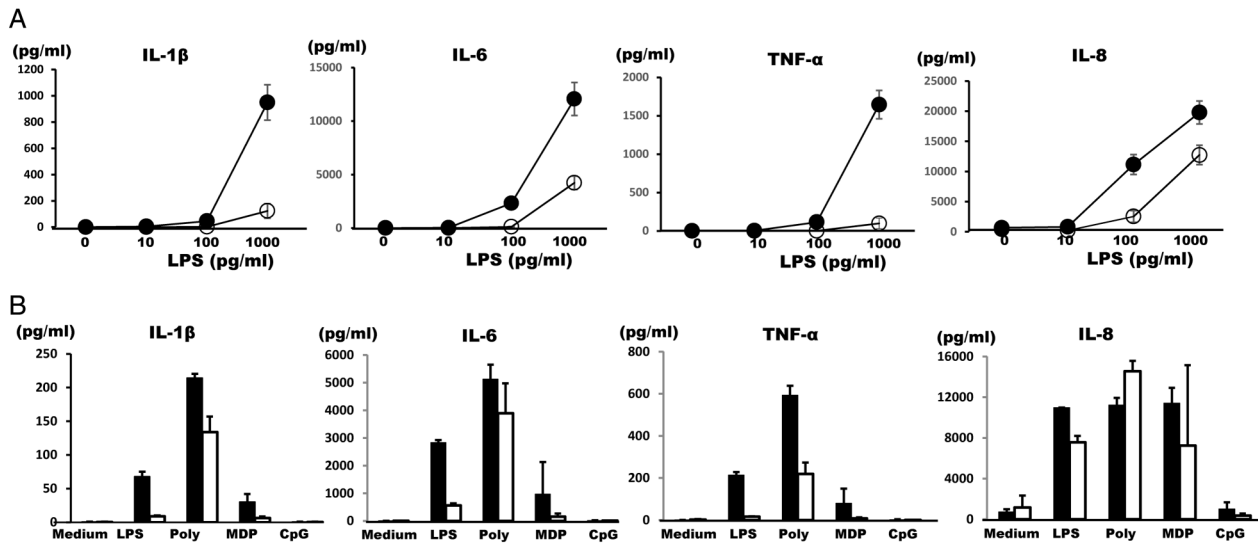 A
(pg/ml) IL-1β
1200
1000
800
600
400
200
0
0 10 100 1000
LPS (pg/ml)
(pg/ml) IL-6
15000
10000
5000
0
0 10 100 1000
LPS (pg/ml)
(pg/ml) TNF-α
2000
1500
1000
500
0
0 10 100 1000
LPS (pg/ml)
(pg/ml) IL-8
25000
20000
15000
10000
5000
0
0 10 100 1000
LPS (pg/ml)
B
(pg/ml) IL-1β
250
200
150
100
50
0
Medium LPS Poly MDP CpG
(pg/ml) IL-6
6000
5000
4000
3000
2000
1000
0
Medium LPS Poly MDP CpG
(pg/ml) TNF-α
800
600
400
200
0
Medium LPS Poly MDP CpG
(pg/ml) IL-8
16000
12000
8000
4000
0
Medium LPS Poly MDP CpG